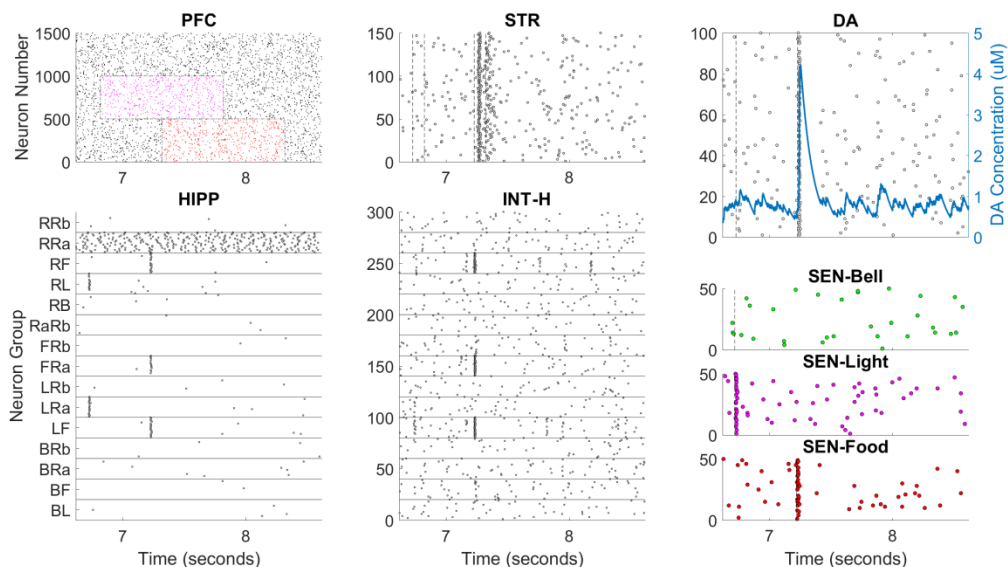 PFC
Neuron Number
1500
1000
500
0
7
8
STR
150
100
50
0
7
8
DA
100
80
60
40
20
0
5
4
3
2
1
0
DA Concentration (uM)
7
8
HIPP
Neuron Group
RRb
RRa
RF
RL
RB
RaRb
FRb
FRa
LRb
LRa
LF
BRb
BRa
BF
BL
7
8
Time (seconds)
INT-H
300
250
200
150
100
50
0
7
8
Time (seconds)
SEN-Bell
50
0
SEN-Light
50
0
SEN-Food
50
0
7
8
Time (seconds)